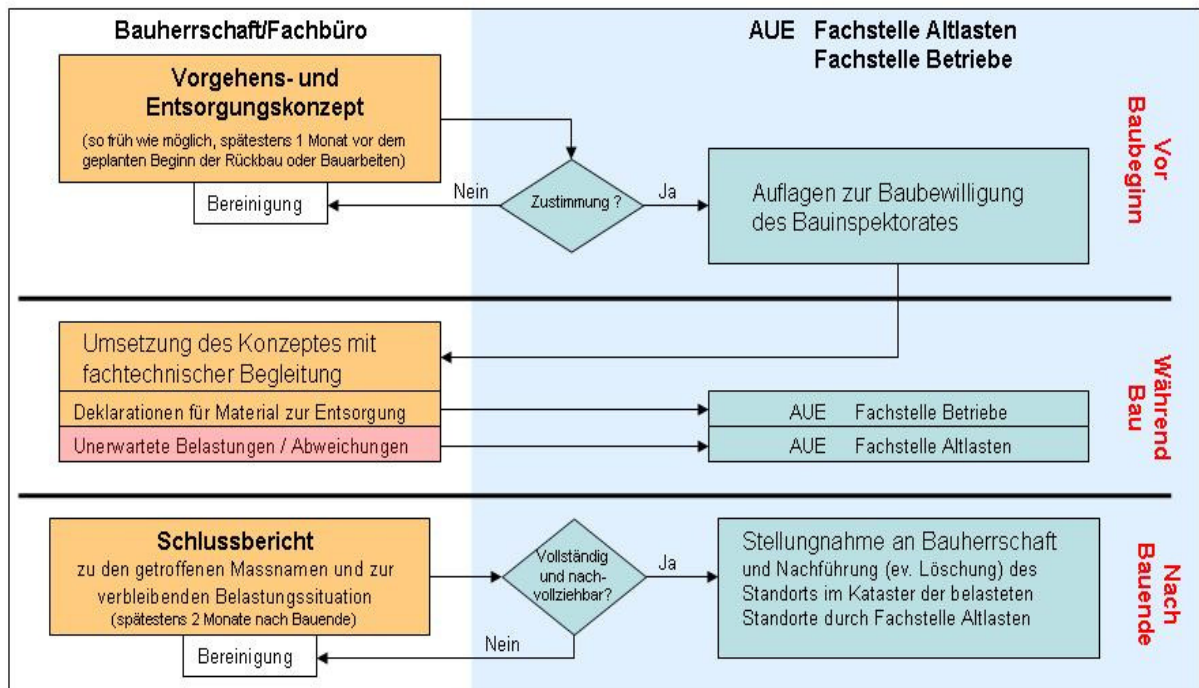 Bauherrschaft/Fachbüro
AUE Fachstelle Altlasten
Fachstelle Betriebe
Vorgehens- und
Entsorgungskonzept
(so früh wie möglich, spätestens 1 Monat vor dem
geplanten Beginn der Rückbau oder Bauarbeiten)
Bereinigung
Nein
Zustimmung ?
Ja
Auflagen zur Baubewilligung
des Bauinspektorates
Vor
Baubeginn
Umsetzung des Konzeptes mit
fachtechnischer Begleitung
Deklarationen für Material zur Entsorgung
AUE Fachstelle Betriebe
Unerwartete Belastungen / Abweichungen
AUE Fachstelle Altlasten
Während
Bau
Schlussbericht
zu den getroffenen Massnamen und zur
verbleibenden Belastungssituation
(spätestens 2 Monate nach Bauende)
Bereinigung
Nein
Vollständig
und nach-
vollziehbar?
Ja
Stellungnahme an Bauherrschaft
und Nachführung (ev. Löschung) des
Standorts im Kataster der belasteten
Standorte durch Fachstelle Altlasten
Nach
Bauende